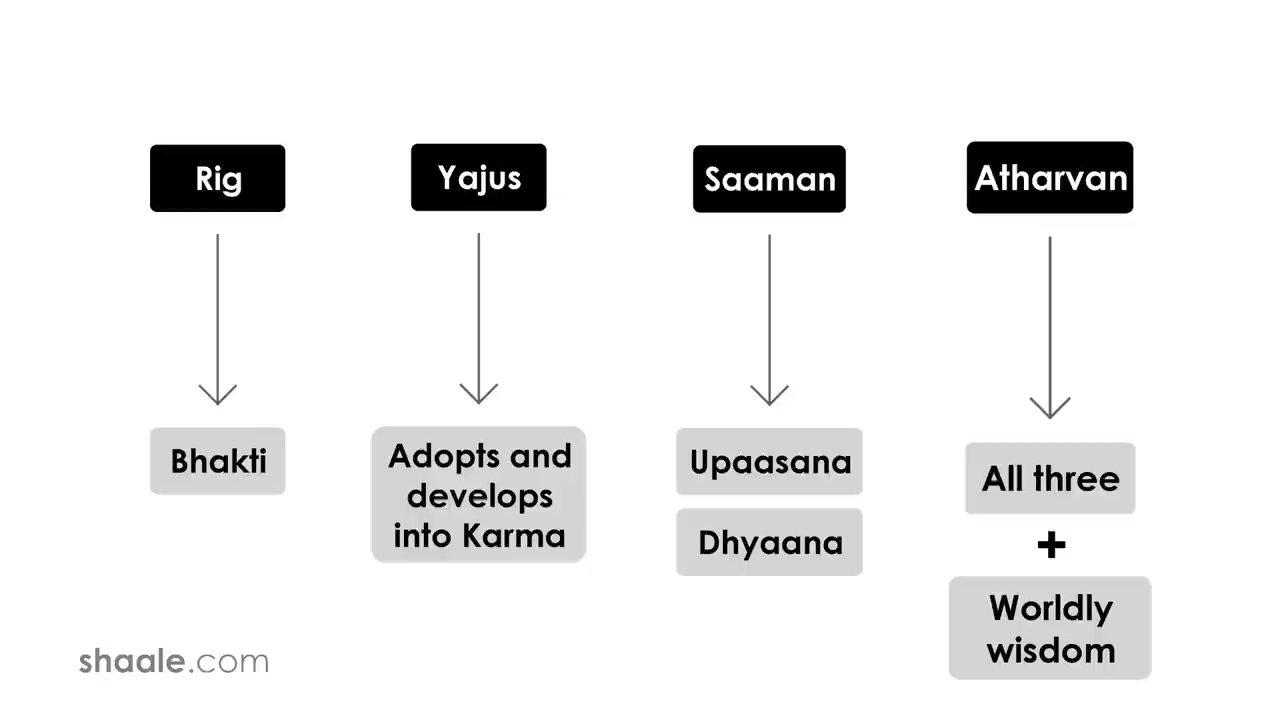 Rig
Yajus
Saaman
Atharvan
Bhakti
Adopts and
develops
into Karma
Upaasana
Dhyaana
All three
+
Worldly
wisdom
shaale.com